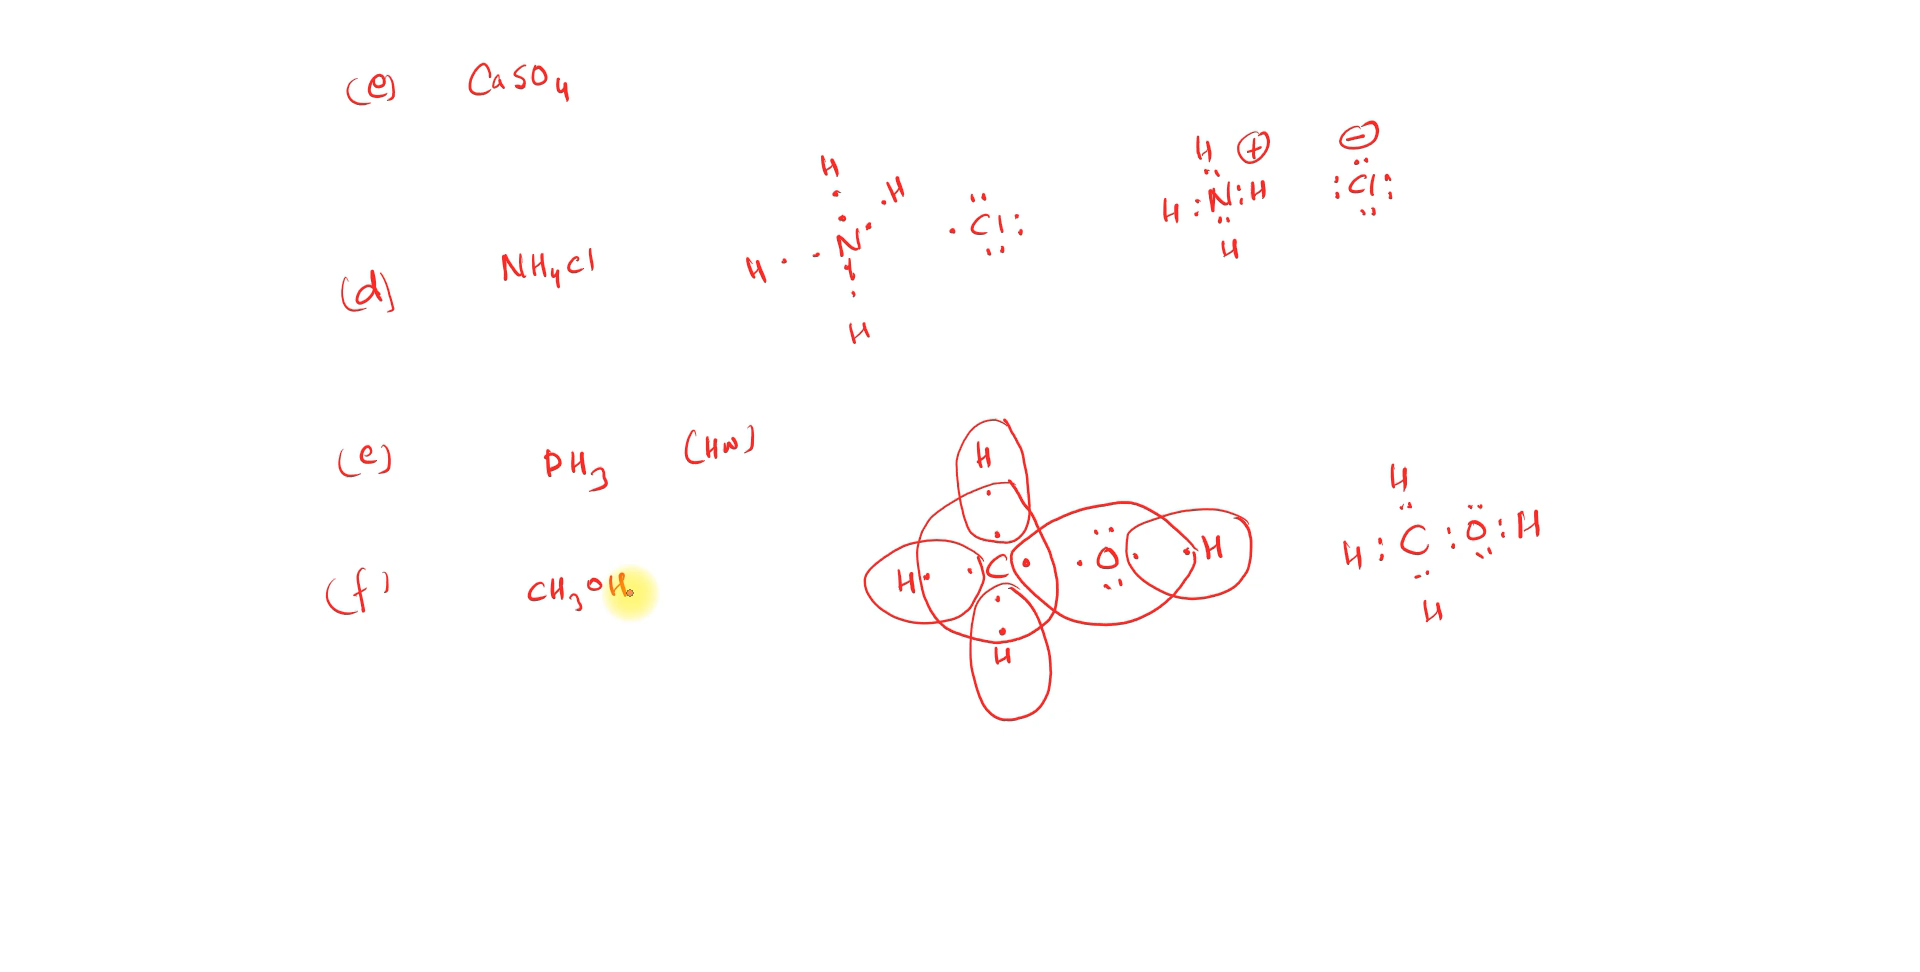 (e) CaSO4
(d) NH4Cl
H
H
H · · N · · H
· Cl :
H ⊕
H : N : H
H
⊖
: Cl :
(e) PH3 (HW)
(f) CH3OH
H
H · · C · · O · · H
H
H
H : C : O : H
H